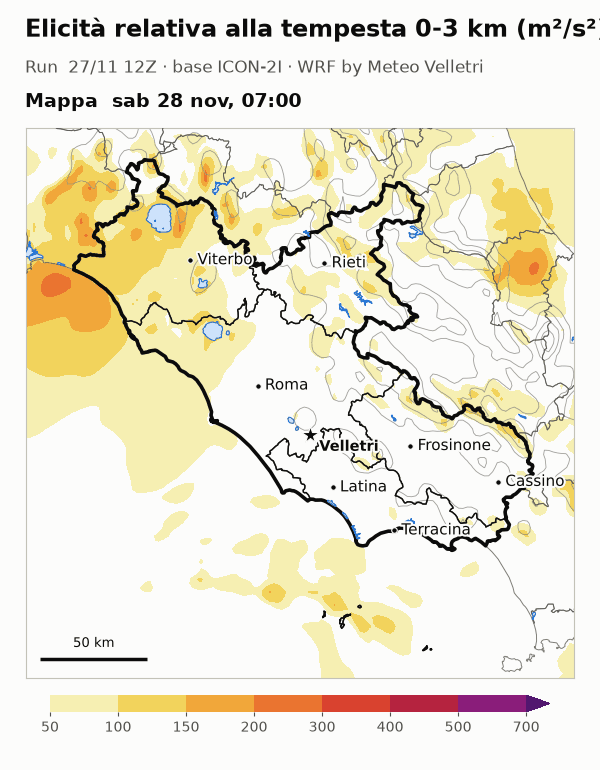 Elicità relativa alla tempesta 0-3 km (m²/s²)
Run  27/11 12Z · base ICON-2I · WRF by Meteo Velletri
Mappa  sab 28 nov, 07:00
Viterbo
Rieti
Roma
Velletri
Frosinone
Latina
Cassino
Terracina
50 km
50 100 150 200 300 400 500 700